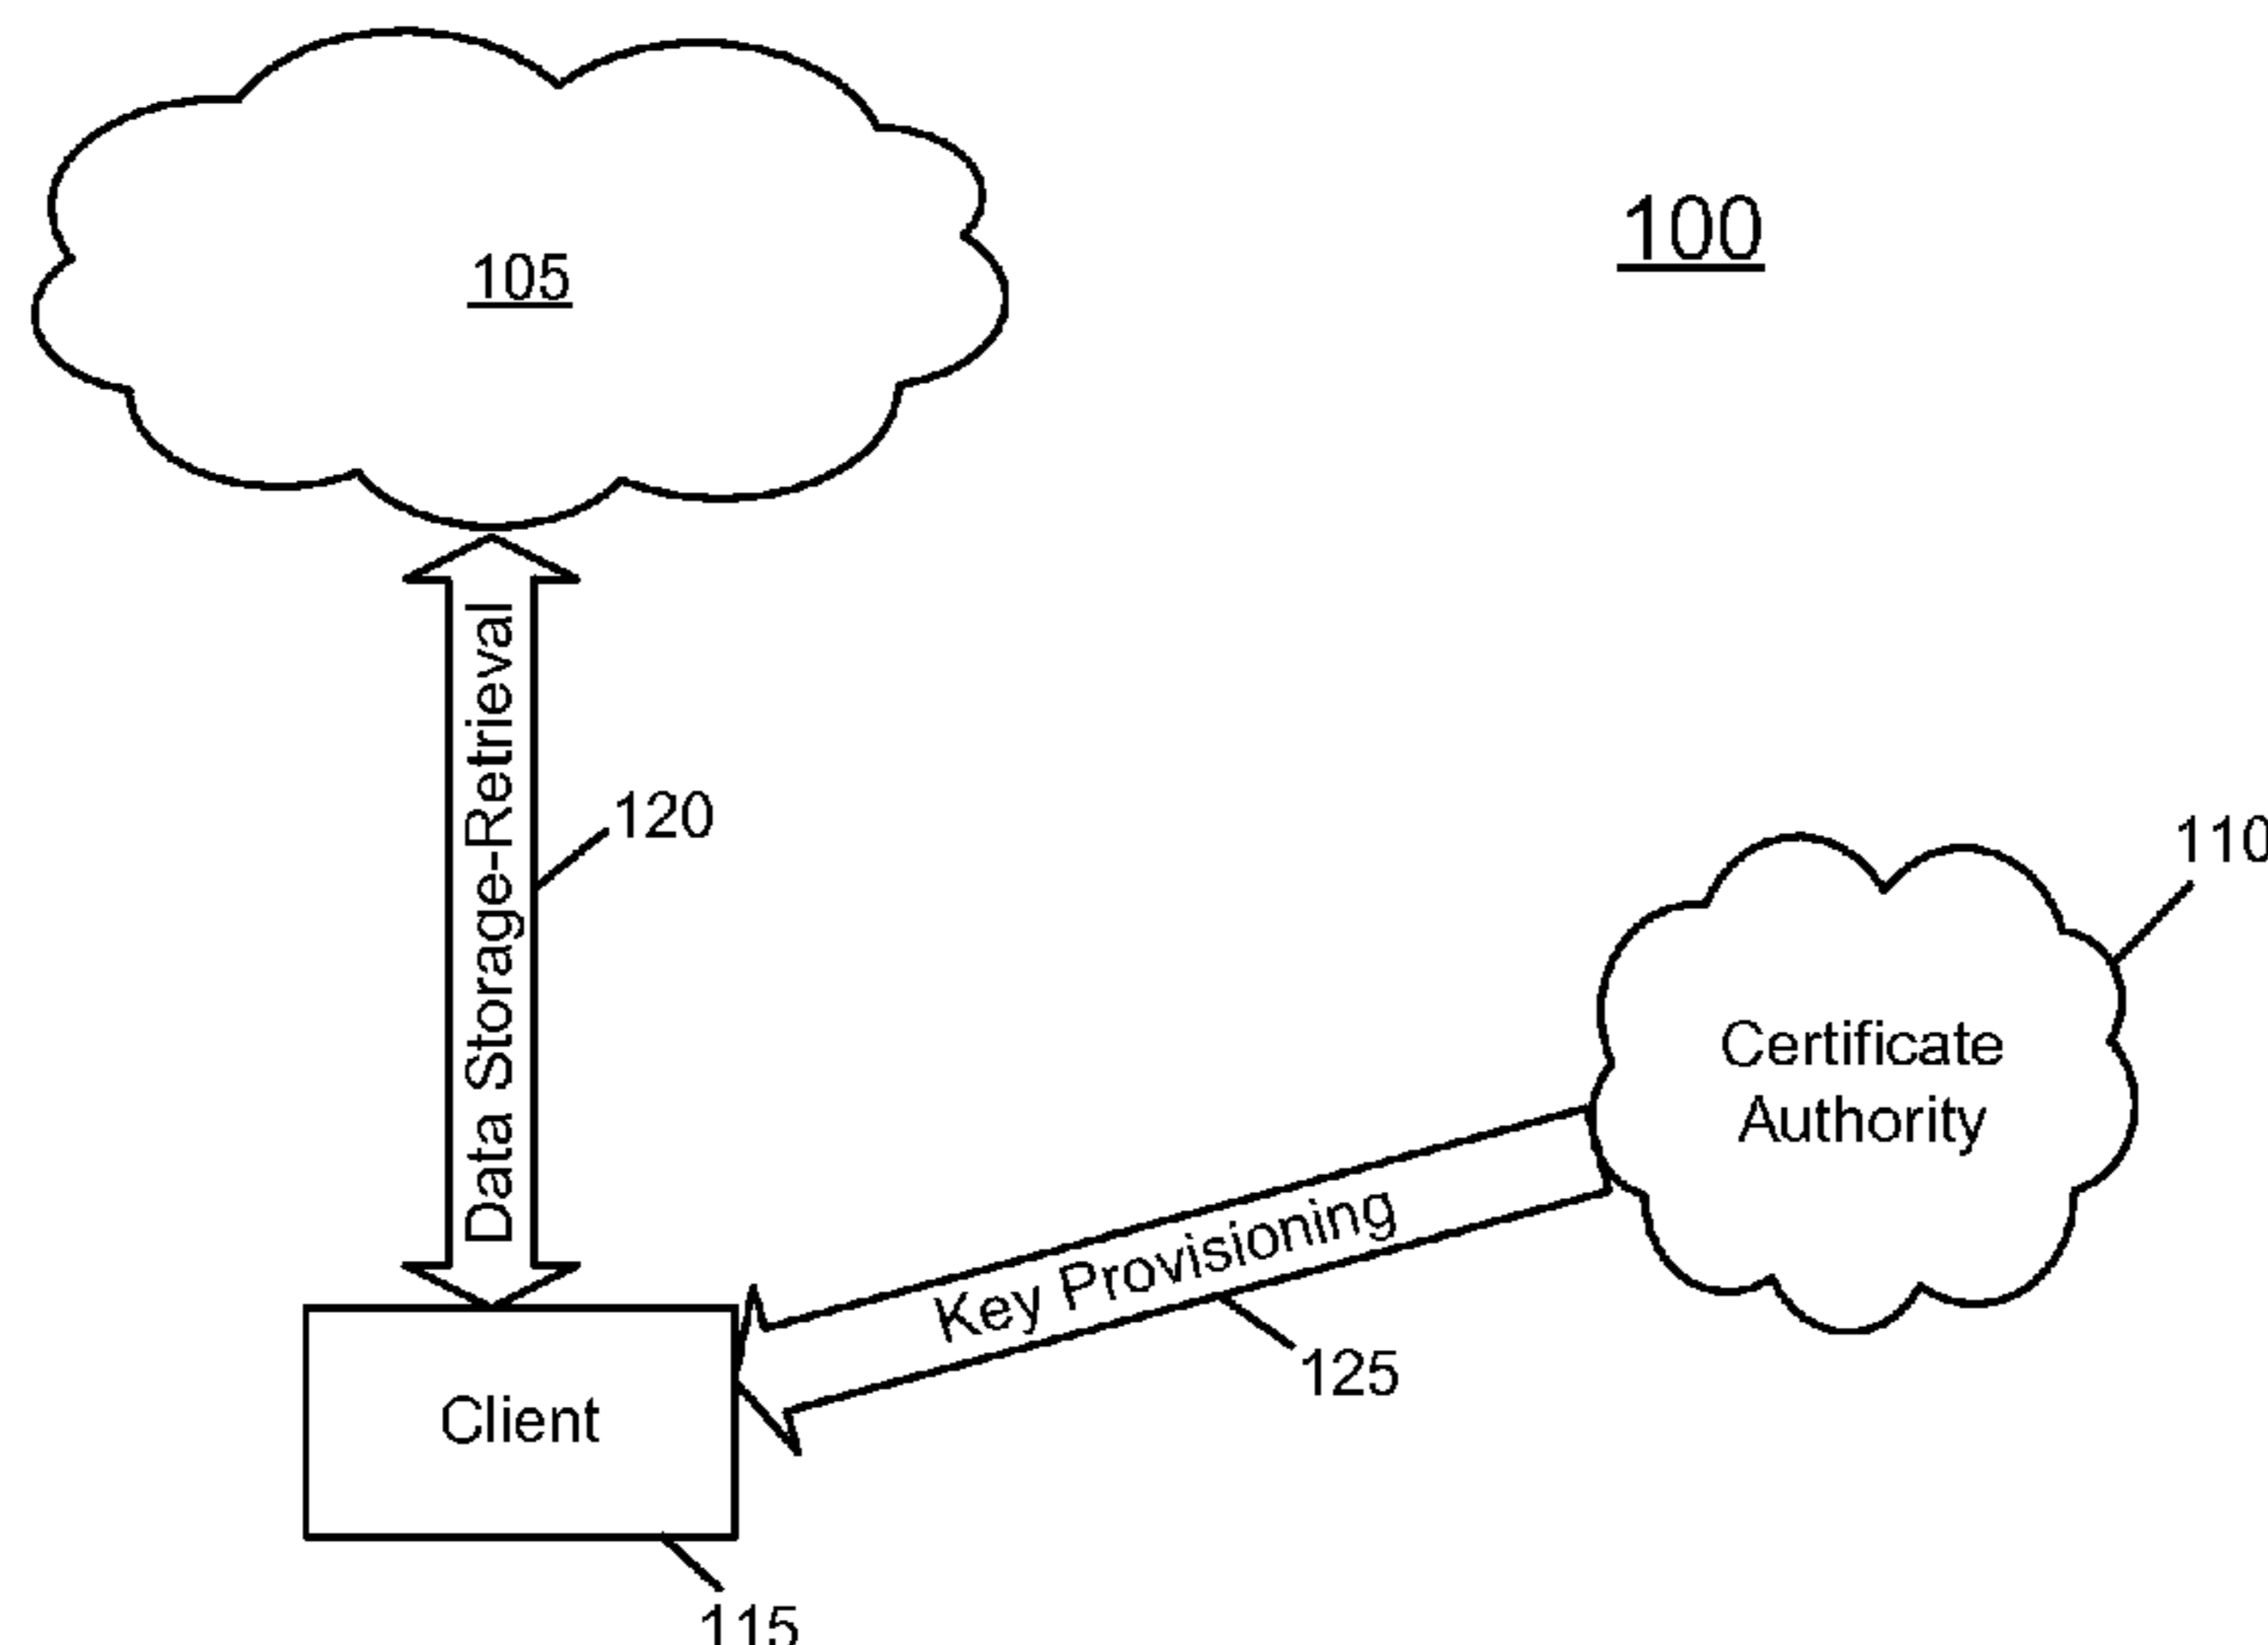 100
105
Data Storage-Retrieval
120
110
Certificate
Authority
Key Provisioning
125
Client
115